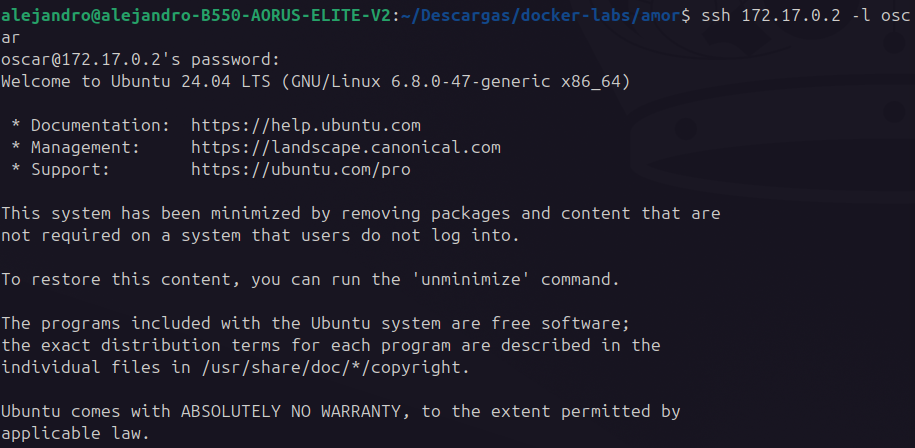 alejandro@alejandro-B550-AORUS-ELITE-V2:~/Descargas/docker-labs/amor$ ssh 172.17.0.2 -l osc
ar
oscar@172.17.0.2's password:
Welcome to Ubuntu 24.04 LTS (GNU/Linux 6.8.0-47-generic x86_64)

 * Documentation:  https://help.ubuntu.com
 * Management:     https://landscape.canonical.com
 * Support:        https://ubuntu.com/pro

This system has been minimized by removing packages and content that are
not required on a system that users do not log into.

To restore this content, you can run the 'unminimize' command.

The programs included with the Ubuntu system are free software;
the exact distribution terms for each program are described in the
individual files in /usr/share/doc/*/copyright.

Ubuntu comes with ABSOLUTELY NO WARRANTY, to the extent permitted by
applicable law.